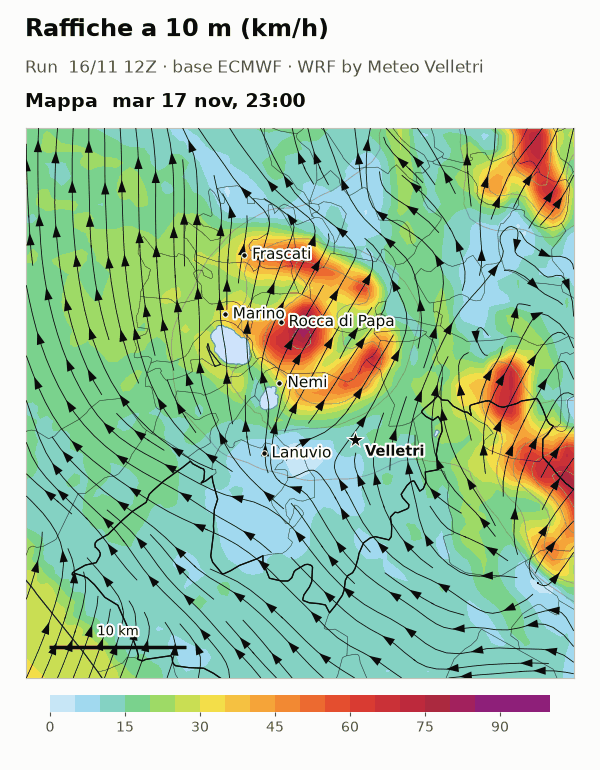 Raffiche a 10 m (km/h)
Run  16/11 12Z · base ECMWF · WRF by Meteo Velletri
Mappa  mar 17 nov, 23:00
Frascati
Marino
Rocca di Papa
Nemi
Velletri
Lanuvio
10 km
0 15 30 45 60 75 90